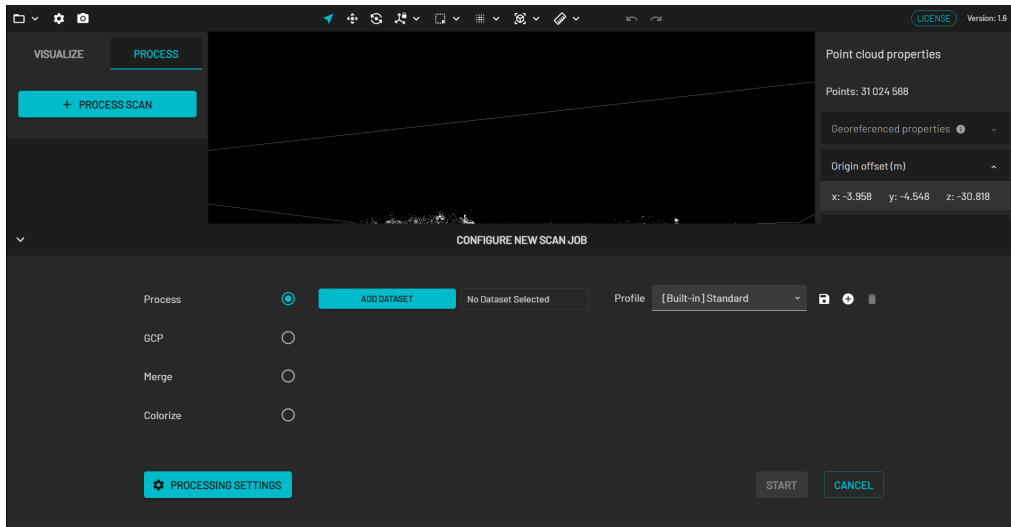 LICENSE Version: 1.6
VISUALIZE PROCESS
+ PROCESS SCAN
Point cloud properties
Points: 31 024 568
Georeferenced properties
Origin offset (m)
x: -3.958 y: -4.548 z: -30.818
CONFIGURE NEW SCAN JOB
Process ADD DATASET No Dataset Selected Profile [Built-in] Standard
GCP
Merge
Colorize
PROCESSING SETTINGS START CANCEL